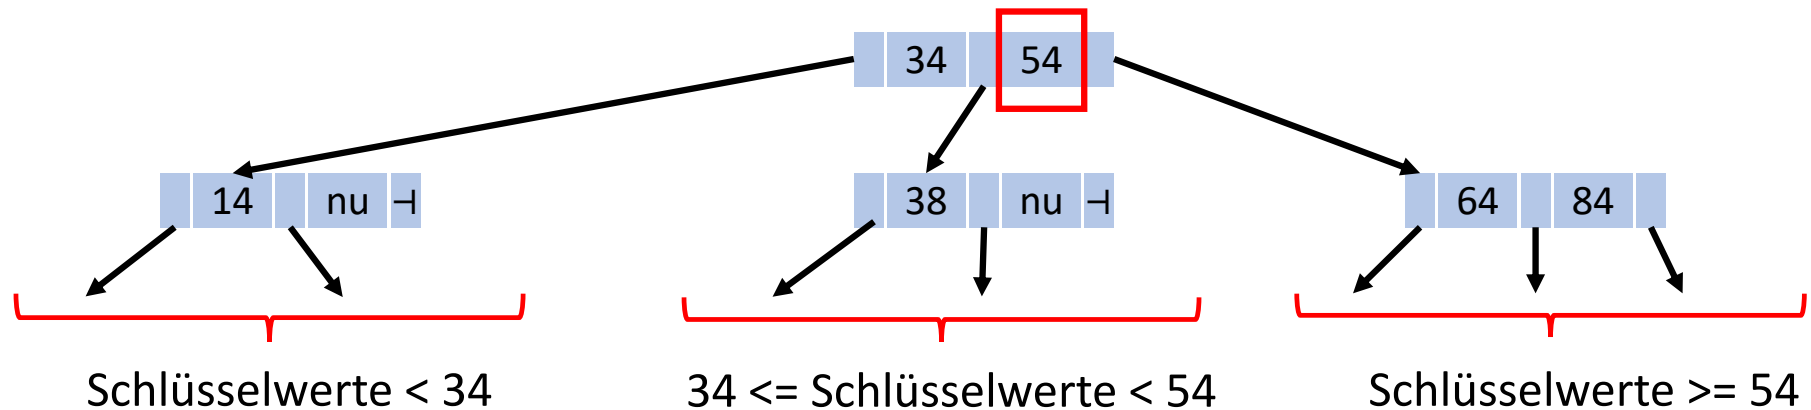 34 54
14 nu ⊣ 38 nu ⊣ 64 84
Schlüsselwerte < 34 34 <= Schlüsselwerte < 54 Schlüsselwerte >= 54